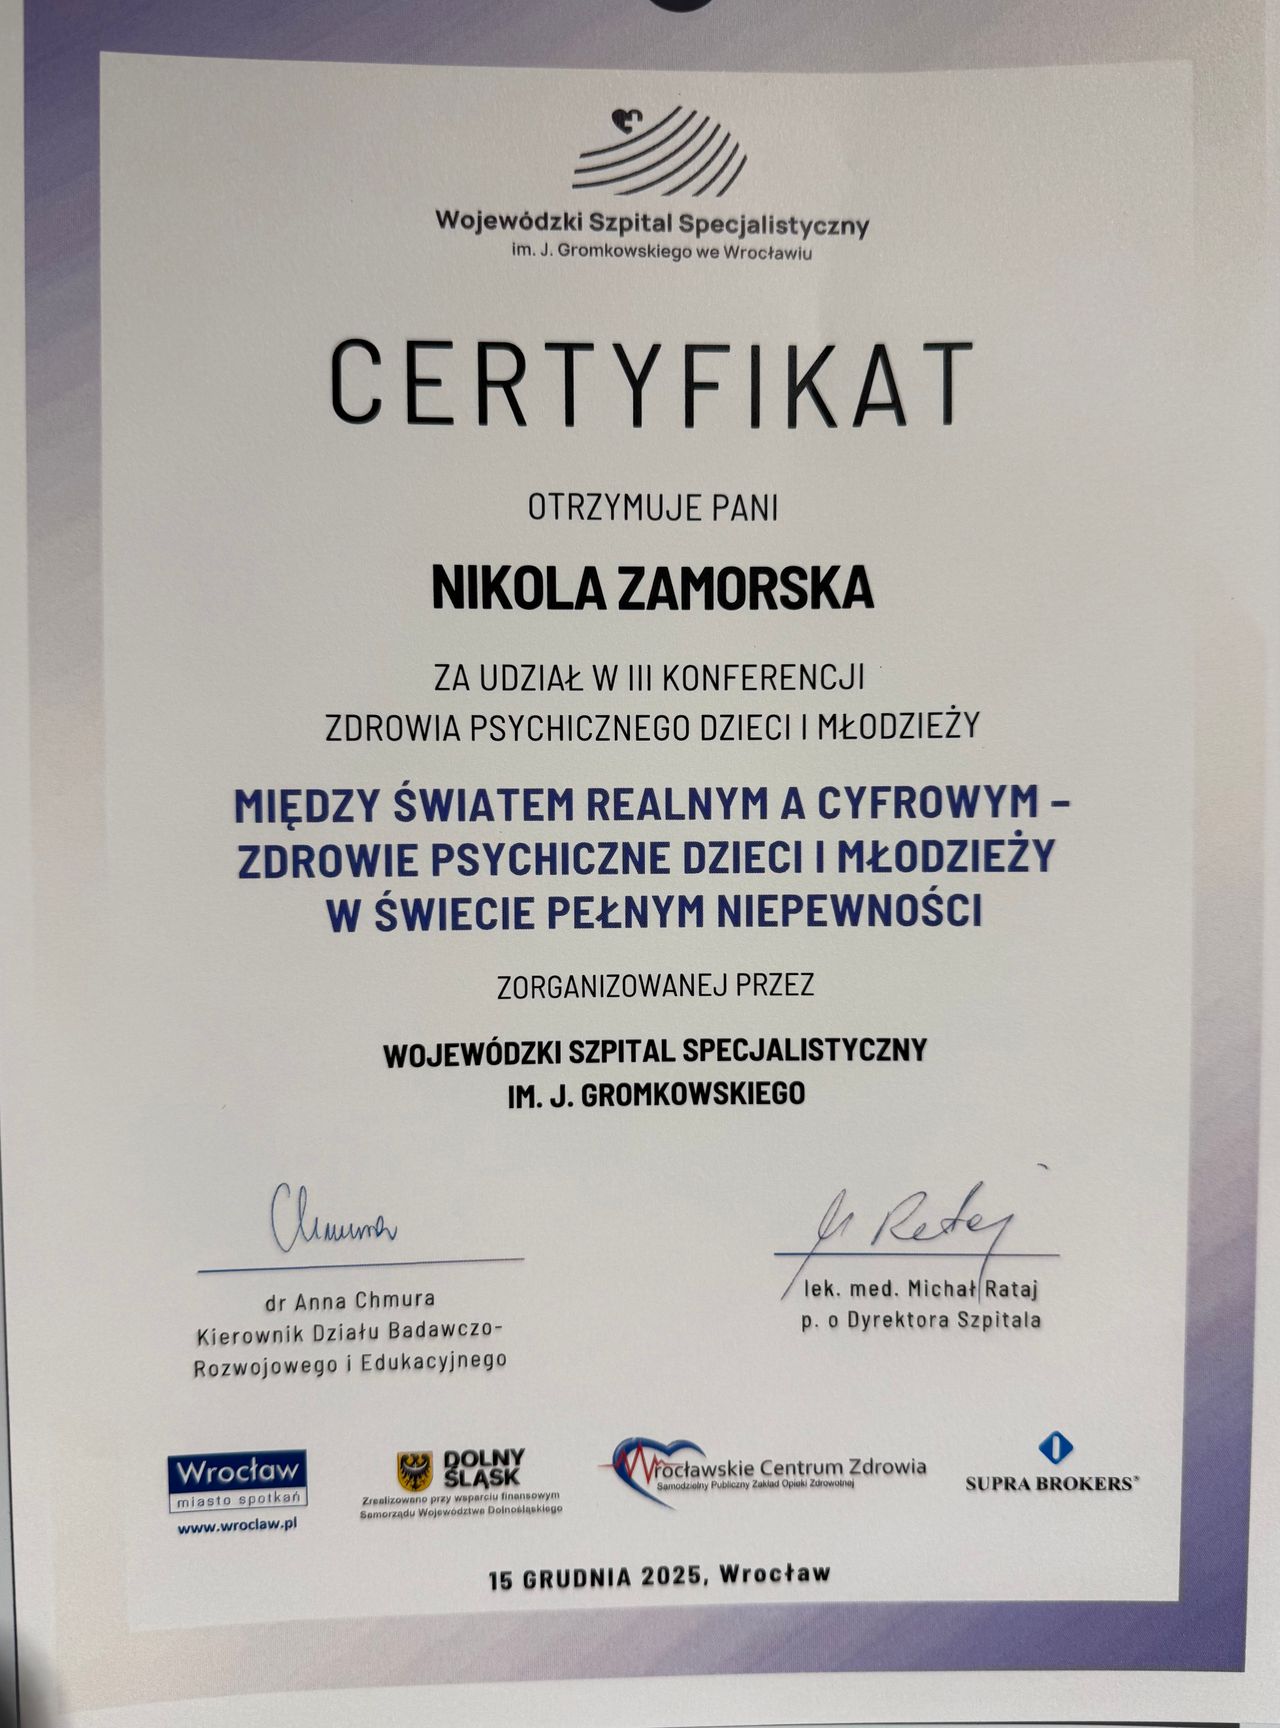 Wojewódzki Szpital Specjalistyczny
im. J. Gromkowskiego we Wrocławiu
CERTYFIKAT
OTRZYMUJE PANI
NIKOLA ZAMORSKA
ZA UDZIAŁ W III KONFERENCJI
ZDROWIA PSYCHICZNEGO DZIECI I MŁODZIEŻY
MIĘDZY ŚWIATEM REALNYM A CYFROWYM –
ZDROWIE PSYCHICZNE DZIECI I MŁODZIEŻY
W ŚWIECIE PEŁNYM NIEPEWNOŚCI
ZORGANIZOWANEJ PRZEZ
WOJEWÓDZKI SZPITAL SPECJALISTYCZNY
IM. J. GROMKOWSKIEGO
Chmura
dr Anna Chmura
Kierownik Działu Badawczo-
Rozwojowego i Edukacyjnego
M Rataj
lek. med. Michał Rataj
p. o Dyrektora Szpitala
Wrocław
miasto spotkań
www.wroclaw.pl
DOLNY
ŚLĄSK
Zrealizowano przy wsparciu finansowym
Samorządu Województwa Dolnośląskiego
Wrocławskie Centrum Zdrowia
Samodzielny Publiczny Zakład Opieki Zdrowotnej
SUPRA BROKERS®
15 GRUDNIA 2025, Wrocław